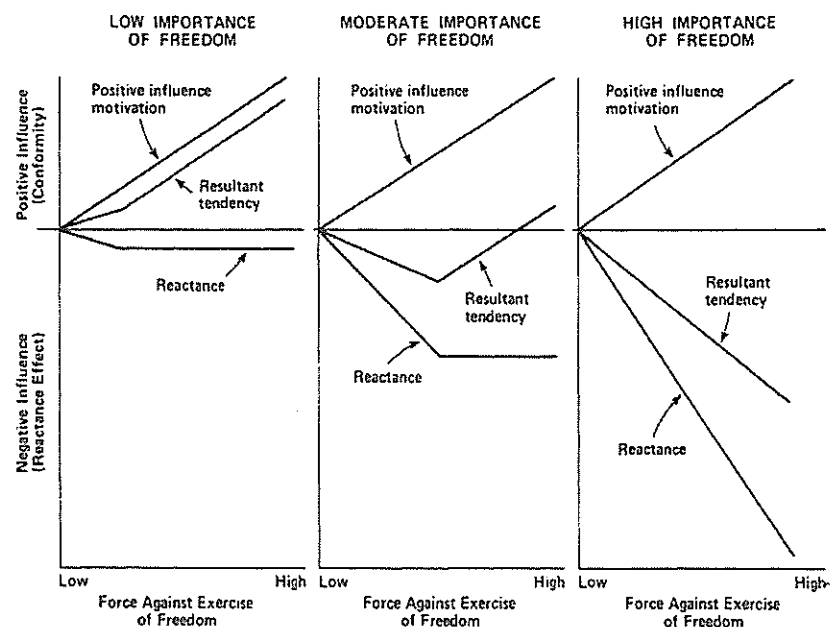 LOW IMPORTANCE
OF FREEDOM
MODERATE IMPORTANCE
OF FREEDOM
HIGH IMPORTANCE
OF FREEDOM
Positive Influence
(Conformity)
Negative Influence
(Reactance Effect)
Positive influence
motivation
Resultant
tendency
Reactance
Low
High
Force Against Exercise
of Freedom
Positive influence
motivation
Resultant
tendency
Reactance
Low
High
Force Against Exercise
of Freedom
Positive influence
motivation
Resultant
tendency
Reactance
Low
High
Force Against Exercise
of Freedom